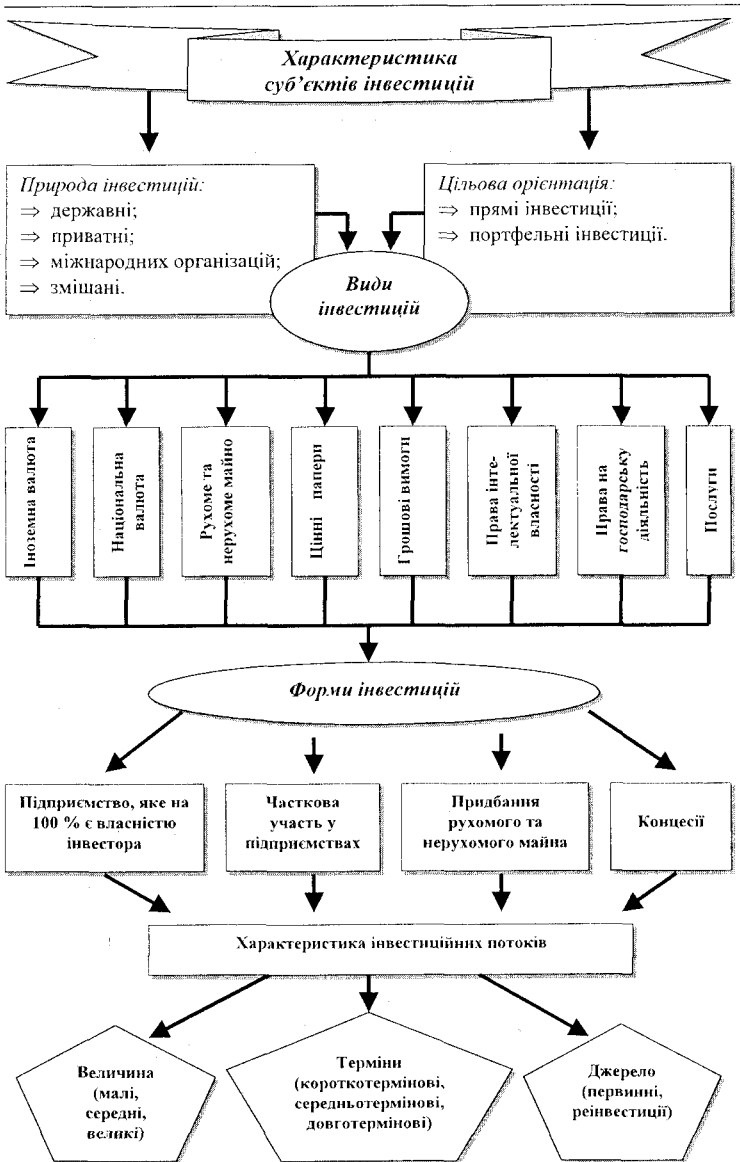 Характеристика
суб’єктів інвестицій
Природа інвестицій:
⇒ державні;
⇒ приватні;
⇒ міжнародних організацій;
⇒ змішані.
Цільова орієнтація:
⇒ прямі інвестиції;
⇒ портфельні інвестиції.
Види
інвестицій
Іноземна валюта
Національна
валюта
Рухоме та
нерухоме майно
Цінні папери
Грошові вимоги
Права інте-
лектуальної
власності
Права на
господарську
діяльність
Послуги
Форми інвестицій
Підприємство, яке на
100 % є власністю
інвестора
Часткова
участь у
підприємствах
Придбання
рухомого та
нерухомого майна
Концесії
Характеристика інвестиційних потоків
Величина
(малі,
середні,
великі)
Терміни
(короткотермінові,
середньотермінові,
довготермінові)
Джерело
(первинні,
реінвестиції)